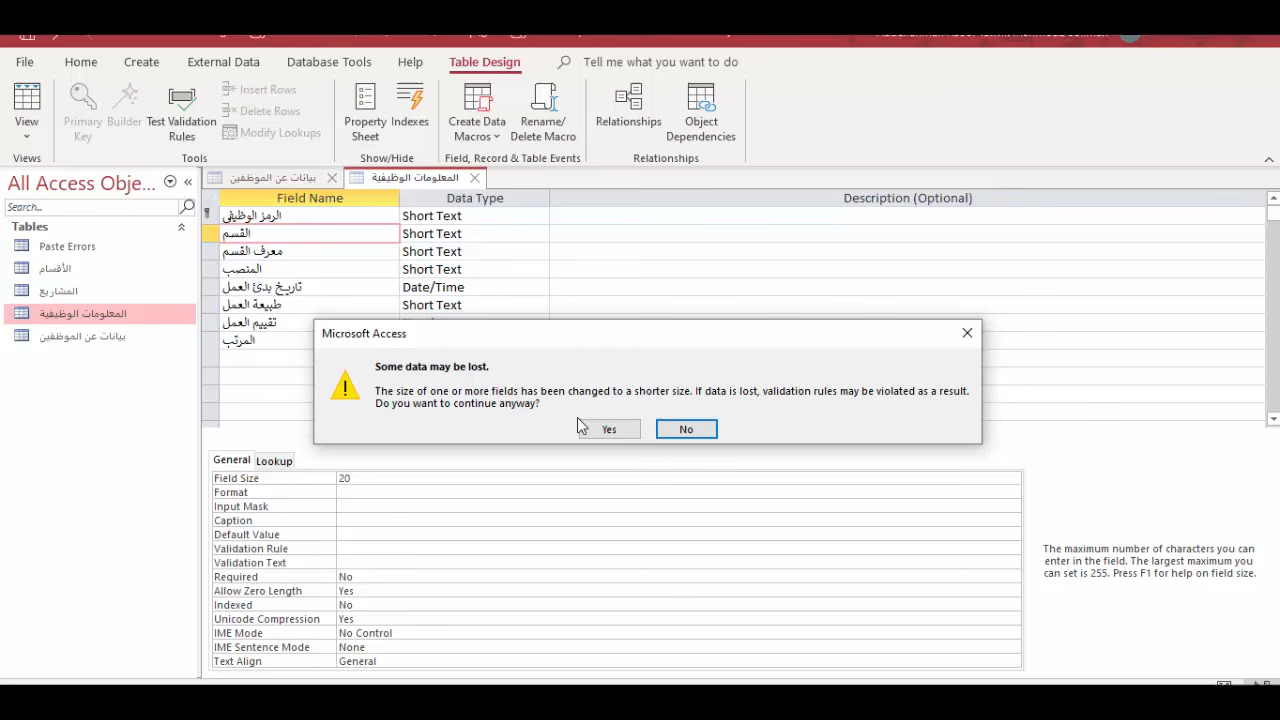 File Home Create External Data Database Tools Help Table Design Tell me what you want to do
View
Primary Key
Builder
Test Validation Rules
Insert Rows
Delete Rows
Modify Lookups
Property Sheet
Indexes
Create Data Macros
Rename/ Delete Macro
Relationships
Object Dependencies
Views Tools Show/Hide Field, Record & Table Events Relationships
All Access Obje...
Search...
Tables
Paste Errors
الأقسام
المشاريع
المعلومات الوظيفية
بيانات عن الموظفين
بيانات عن الموظفين المعلومات الوظيفية
Field Name Data Type Description (Optional)
الرمز الوظيفي Short Text
القسم Short Text
معرف القسم Short Text
المنصب Short Text
تاريخ بدئ العمل Date/Time
طبيعة العمل Short Text
تقييم العمل
المرتب
Microsoft Access
Some data may be lost.
The size of one or more fields has been changed to a shorter size. If data is lost, validation rules may be violated as a result.
Do you want to continue anyway?
Yes No
General Lookup
Field Size 20
Format
Input Mask
Caption
Default Value
Validation Rule
Validation Text
Required No
Allow Zero Length Yes
Indexed No
Unicode Compression Yes
IME Mode No Control
IME Sentence Mode None
Text Align General
The maximum number of characters you can
enter in the field. The largest maximum you
can set is 255. Press F1 for help on field size.